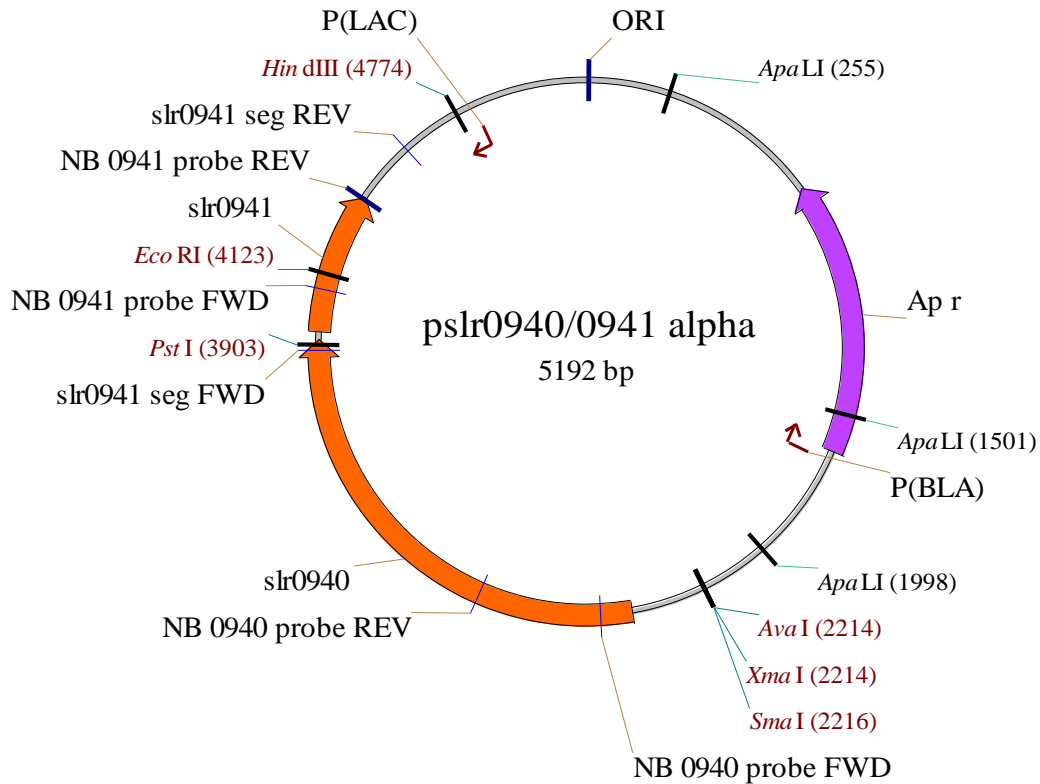 P(LAC)
ORI
Hin dIII (4774)
ApaLI (255)
slr0941 seg REV
NB 0941 probe REV
slr0941
EcoRI (4123)
NB 0941 probe FWD
Ap r
pslr0940/0941 alpha
5192 bp
PstI (3903)
slr0941 seg FWD
ApaLI (1501)
P(BLA)
slr0940
ApaLI (1998)
NB 0940 probe REV
AvaI (2214)
XmaI (2214)
SmaI (2216)
NB 0940 probe FWD